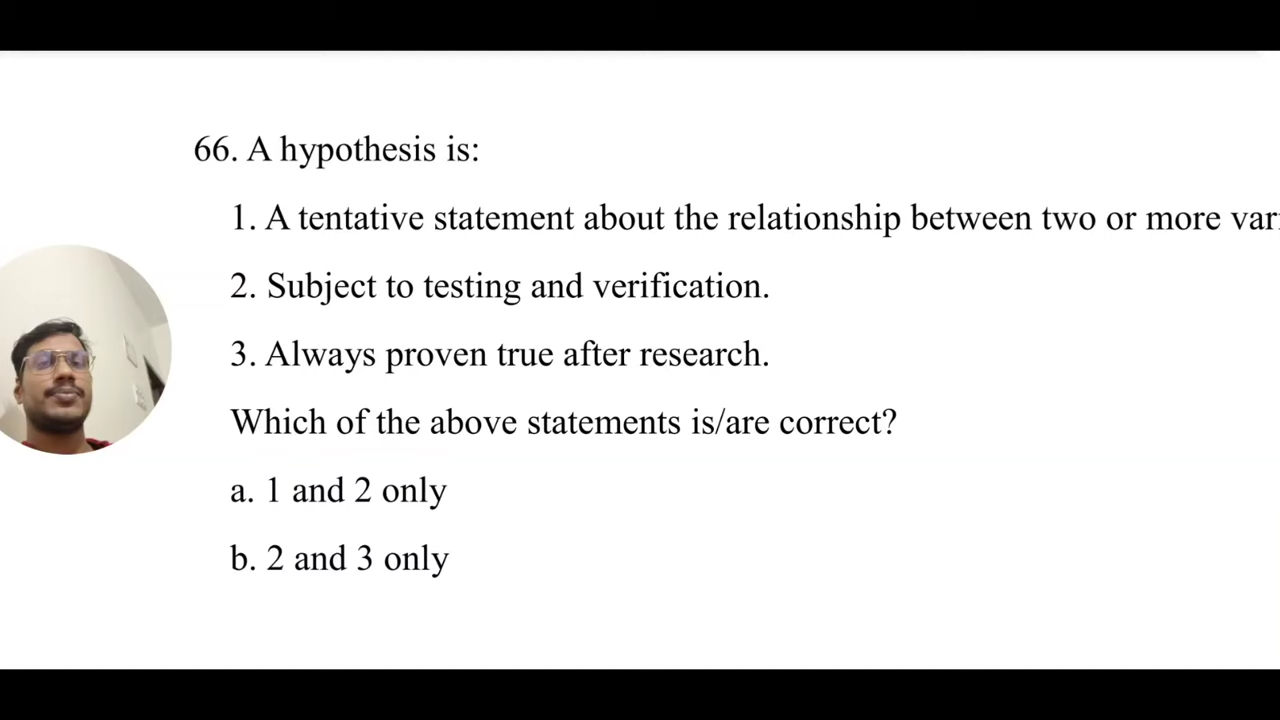 66. A hypothesis is:
1. A tentative statement about the relationship between two or more
2. Subject to testing and verification.
3. Always proven true after research.
Which of the above statements is/are correct?
a. 1 and 2 only
b. 2 and 3 only